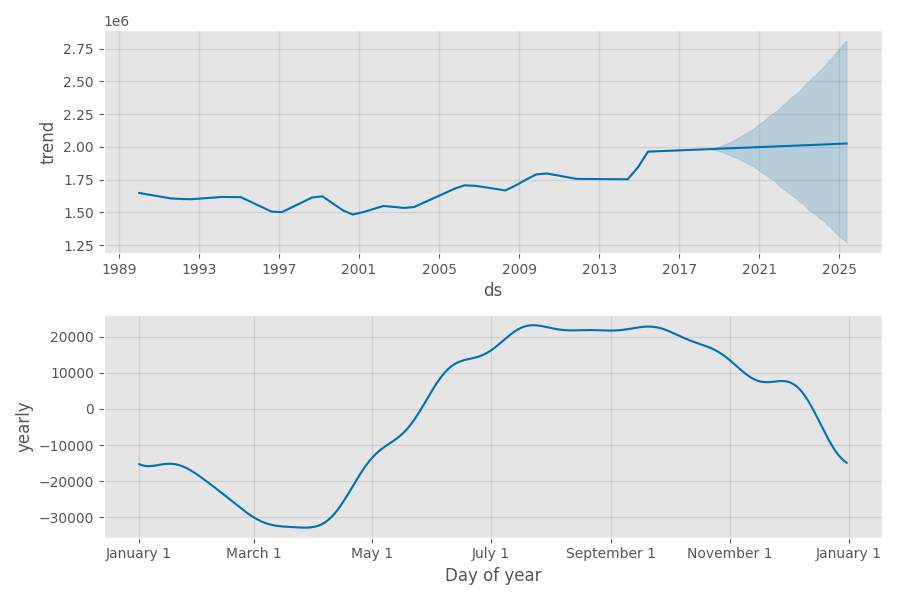 1e6
2.75
2.50
2.25
2.00
1.75
1.50
1.25
trend
1989 1993 1997 2001 2005 2009 2013 2017 2021 2025
ds
20000
10000
0
−10000
−20000
−30000
yearly
January 1 March 1 May 1 July 1 September 1 November 1 January 1
Day of year